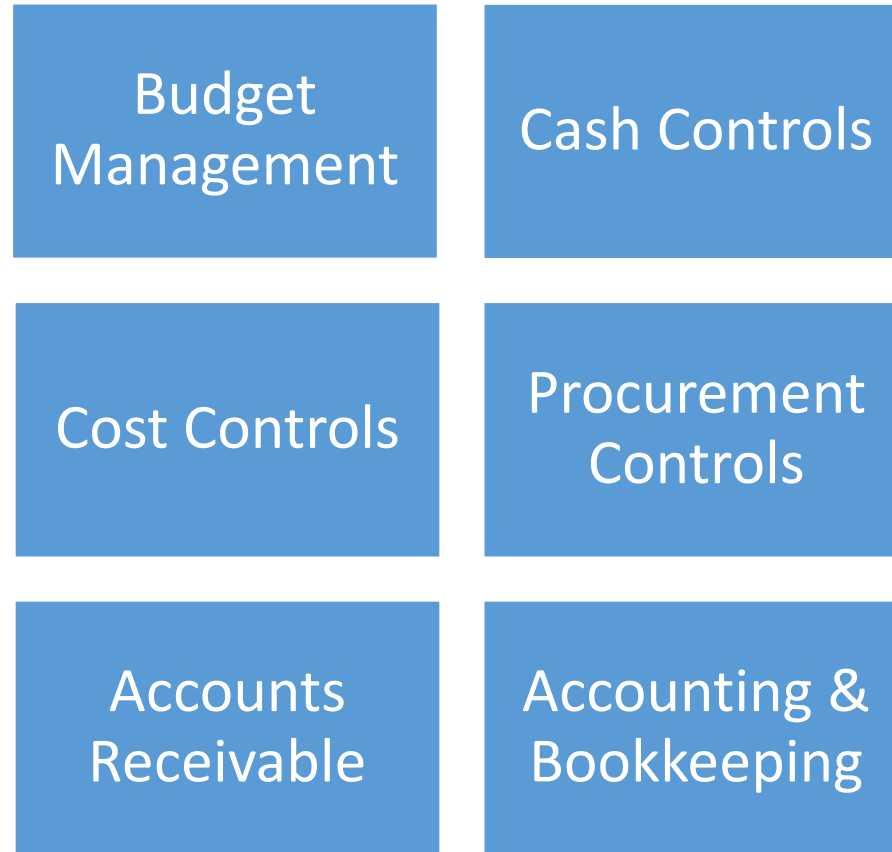 Budget
Management
Cash Controls
Cost Controls
Procurement
Controls
Accounts
Receivable
Accounting &
Bookkeeping